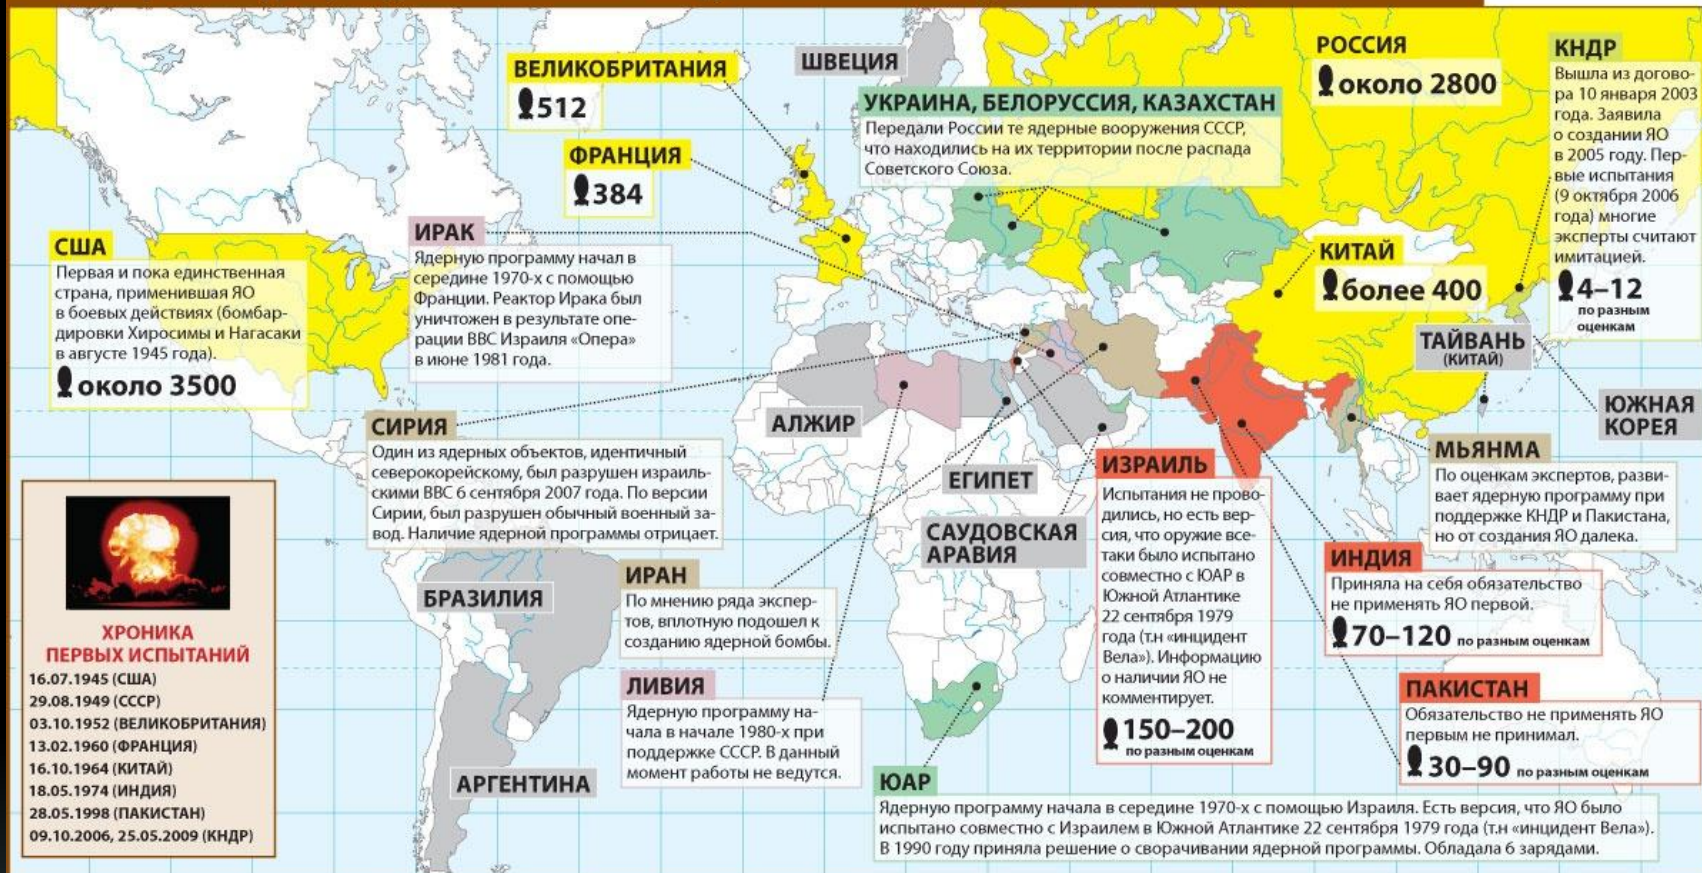 ВЕЛИКОБРИТАНИЯ
512
ФРАНЦИЯ
384
ШВЕЦИЯ
УКРАИНА, БЕЛОРУССИЯ, КАЗАХСТАН
Передали России те ядерные вооружения СССР,
что находились на их территории после распада
Советского Союза.
РОССИЯ
около 2800
КНДР
Вышла из догово-
ра 10 января 2003
года. Заявила
о создании ЯО
в 2005 году. Пер-
вые испытания
(9 октября 2006
года) многие
эксперты считают
имитацией.
4–12
по разным
оценкам
США
Первая и пока единственная
страна, применившая ЯО
в боевых действиях (бомбар-
дировки Хиросимы и Нагасаки
в августе 1945 года).
около 3500
ИРАК
Ядерную программу начал в
середине 1970-х с помощью
Франции. Реактор Ирака был
уничтожен в результате опе-
рации ВВС Израиля «Опера»
в июне 1981 года.
КИТАЙ
более 400
ТАЙВАНЬ
(КИТАЙ)
ЮЖНАЯ
КОРЕЯ
СИРИЯ
Один из ядерных объектов, идентичный
северокорейскому, был разрушен израиль-
скими ВВС 6 сентября 2007 года. По версии
Сирии, был разрушен обычный военный за-
вод. Наличие ядерной программы отрицает.
АЛЖИР
ЕГИПЕТ
САУДОВСКАЯ
АРАВИЯ
ИЗРАИЛЬ
Испытания не прово-
дились, но есть вер-
сия, что оружие все-
таки было испытано
совместно с ЮАР в
Южной Атлантике
22 сентября 1979
года (т.н «инцидент
Вела»). Информацию
о наличии ЯО не
комментирует.
150–200
по разным оценкам
МЬЯНМА
По оценкам экспертов, разви-
вает ядерную программу при
поддержке КНДР и Пакистана,
но от создания ЯО далека.
ИНДИЯ
Приняла на себя обязательство
не применять ЯО первой.
70–120 по разным оценкам
ПАКИСТАН
Обязательство не применять ЯО
первым не принимал.
30–90 по разным оценкам
БРАЗИЛИЯ
ИРАН
По мнению ряда экспер-
тов, вплотную подошел к
созданию ядерной бомбы.
ЛИВИЯ
Ядерную программу на-
чала в начале 1980-х при
поддержке СССР. В данный
момент работы не ведутся.
АРГЕНТИНА
ЮАР
Ядерную программу начала в середине 1970-х с помощью Израиля. Есть версия, что ЯО было
испытано совместно с Израилем в Южной Атлантике 22 сентября 1979 года (т.н «инцидент Вела»).
В 1990 году приняла решение о сворачивании ядерной программы. Обладала 6 зарядами.
ХРОНИКА
ПЕРВЫХ ИСПЫТАНИЙ
16.07.1945 (США)
29.08.1949 (СССР)
03.10.1952 (ВЕЛИКОБРИТАНИЯ)
13.02.1960 (ФРАНЦИЯ)
16.10.1964 (КИТАЙ)
18.05.1974 (ИНДИЯ)
28.05.1998 (ПАКИСТАН)
09.10.2006, 25.05.2009 (КНДР)